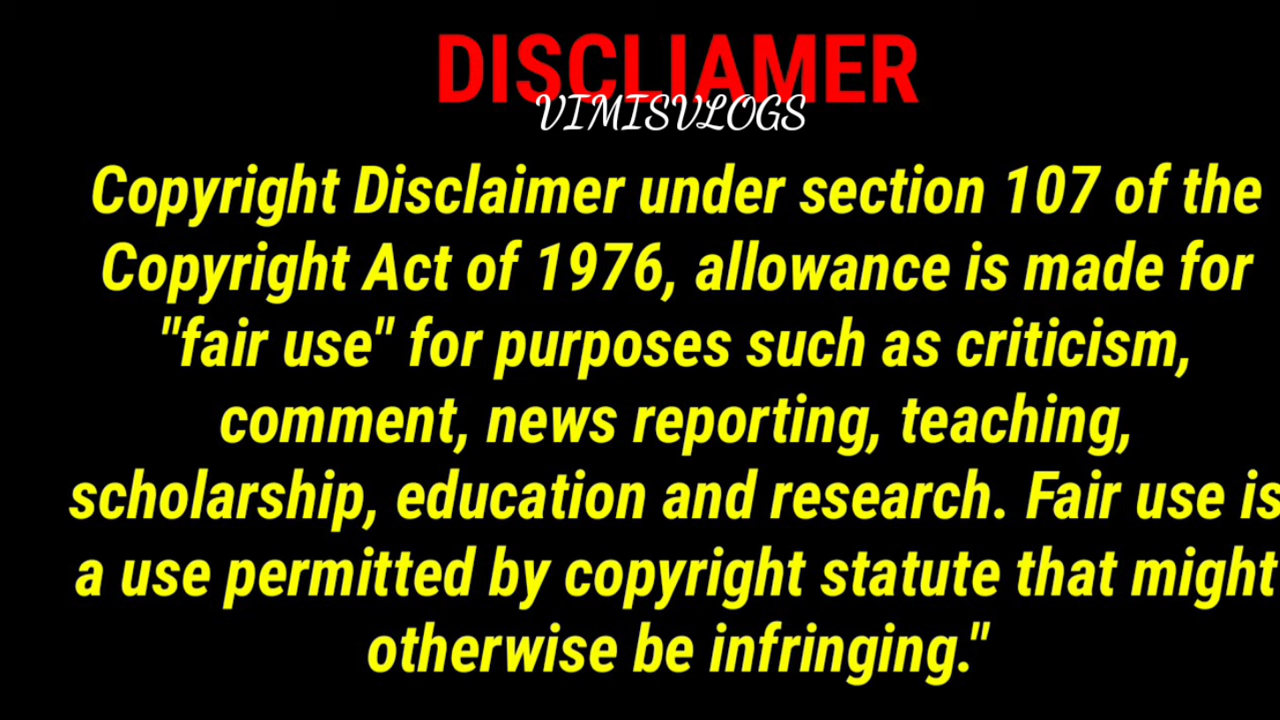 DISCLIAMER
VIMISVLOGS
Copyright Disclaimer under section 107 of the
Copyright Act of 1976, allowance is made for
"fair use" for purposes such as criticism,
comment, news reporting, teaching,
scholarship, education and research. Fair use is
a use permitted by copyright statute that might
otherwise be infringing."